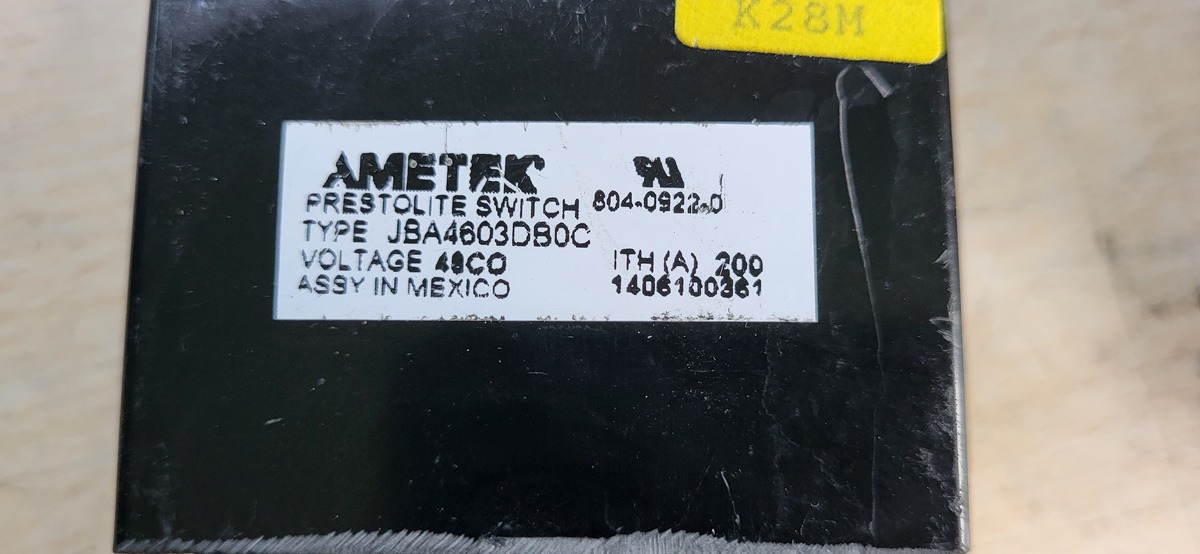 K28M
AMETEK
PRESTOLITE SWITCH 804-0922-0
TYPE JBA4603DB0C
VOLTAGE 48CO ITH (A) 200
ASSY IN MEXICO 1406100361